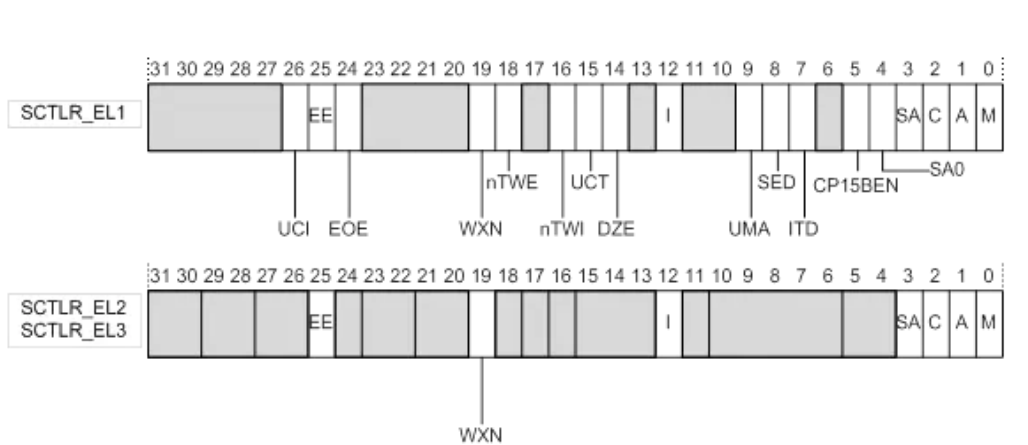 31 30 29 28 27 26 25 24 23 22 21 20 19 18 17 16 15 14 13 12 11 10 9 8 7 6 5 4 3 2 1 0
SCTLR_EL1
EE I SA C A M
nTWE UCT SED CP15BEN SA0
UCI EOE WXN nTWI DZE UMA ITD
31 30 29 28 27 26 25 24 23 22 21 20 19 18 17 16 15 14 13 12 11 10 9 8 7 6 5 4 3 2 1 0
SCTLR_EL2
SCTLR_EL3
EE I SA C A M
WXN